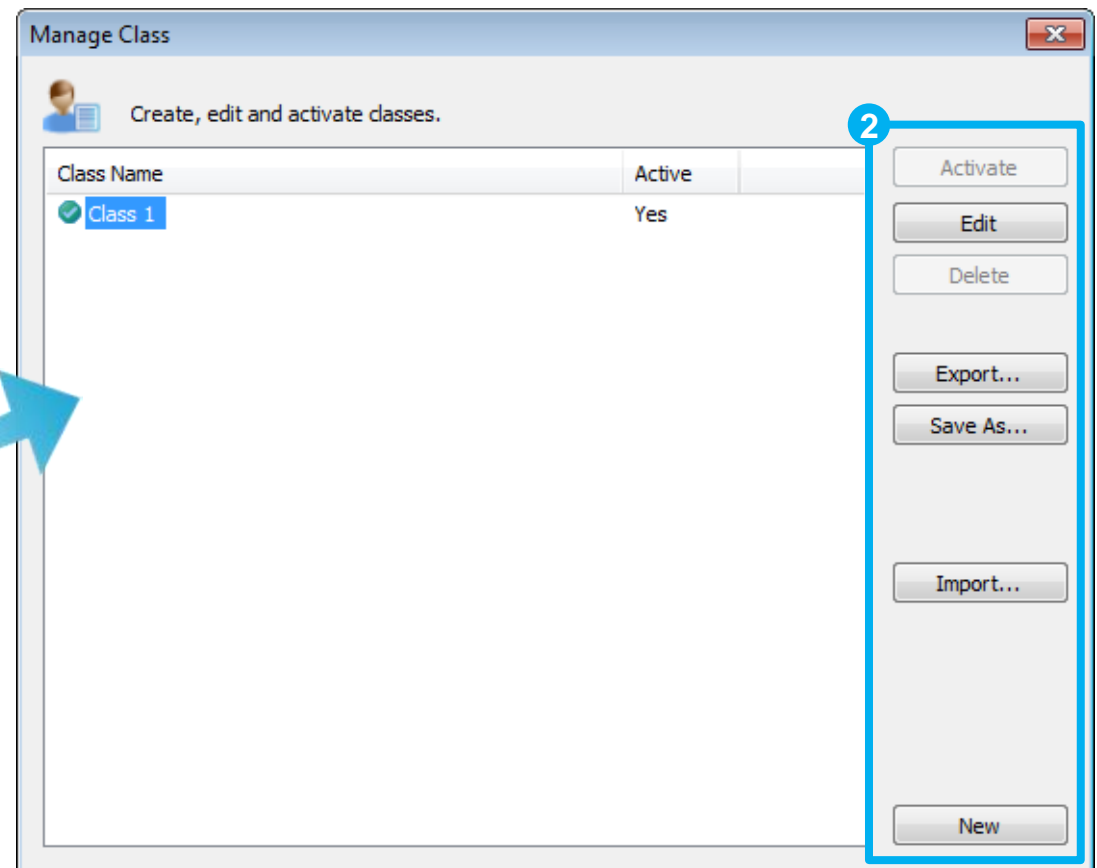 Manage Class
Create, edit and activate classes.
2
Class Name Active
Activate
Class 1 Yes
Edit
Delete
Export...
Save As...
Import...
New